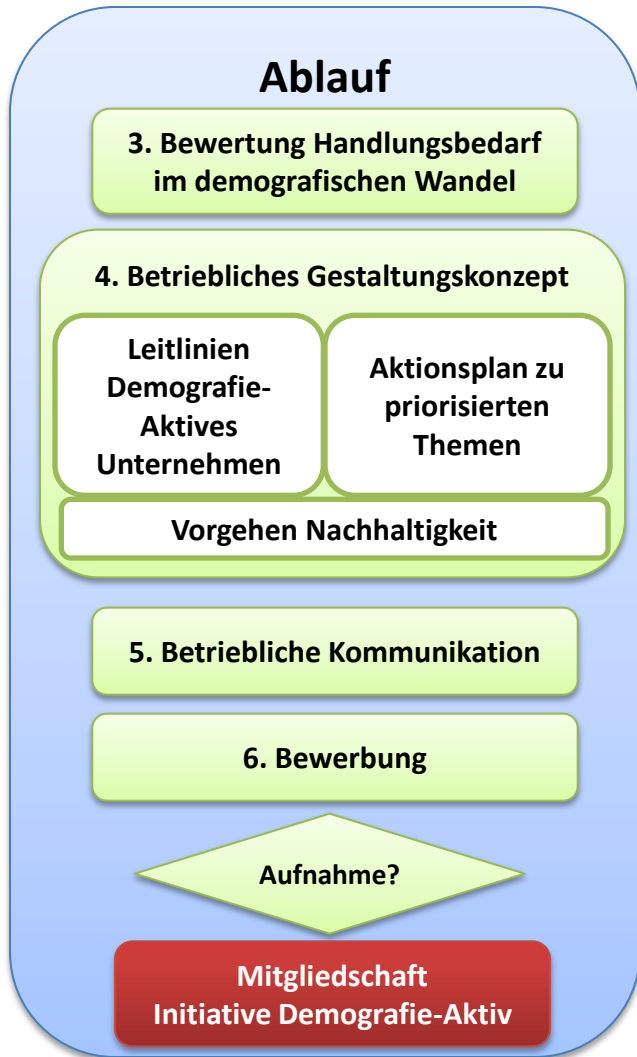 Ablauf
3. Bewertung Handlungsbedarf
im demografischen Wandel
4. Betriebliches Gestaltungskonzept
Leitlinien
Demografie-
Aktives
Unternehmen
Aktionsplan zu
priorisierten
Themen
Vorgehen Nachhaltigkeit
5. Betriebliche Kommunikation
6. Bewerbung
Aufnahme?
Mitgliedschaft
Initiative Demografie-Aktiv